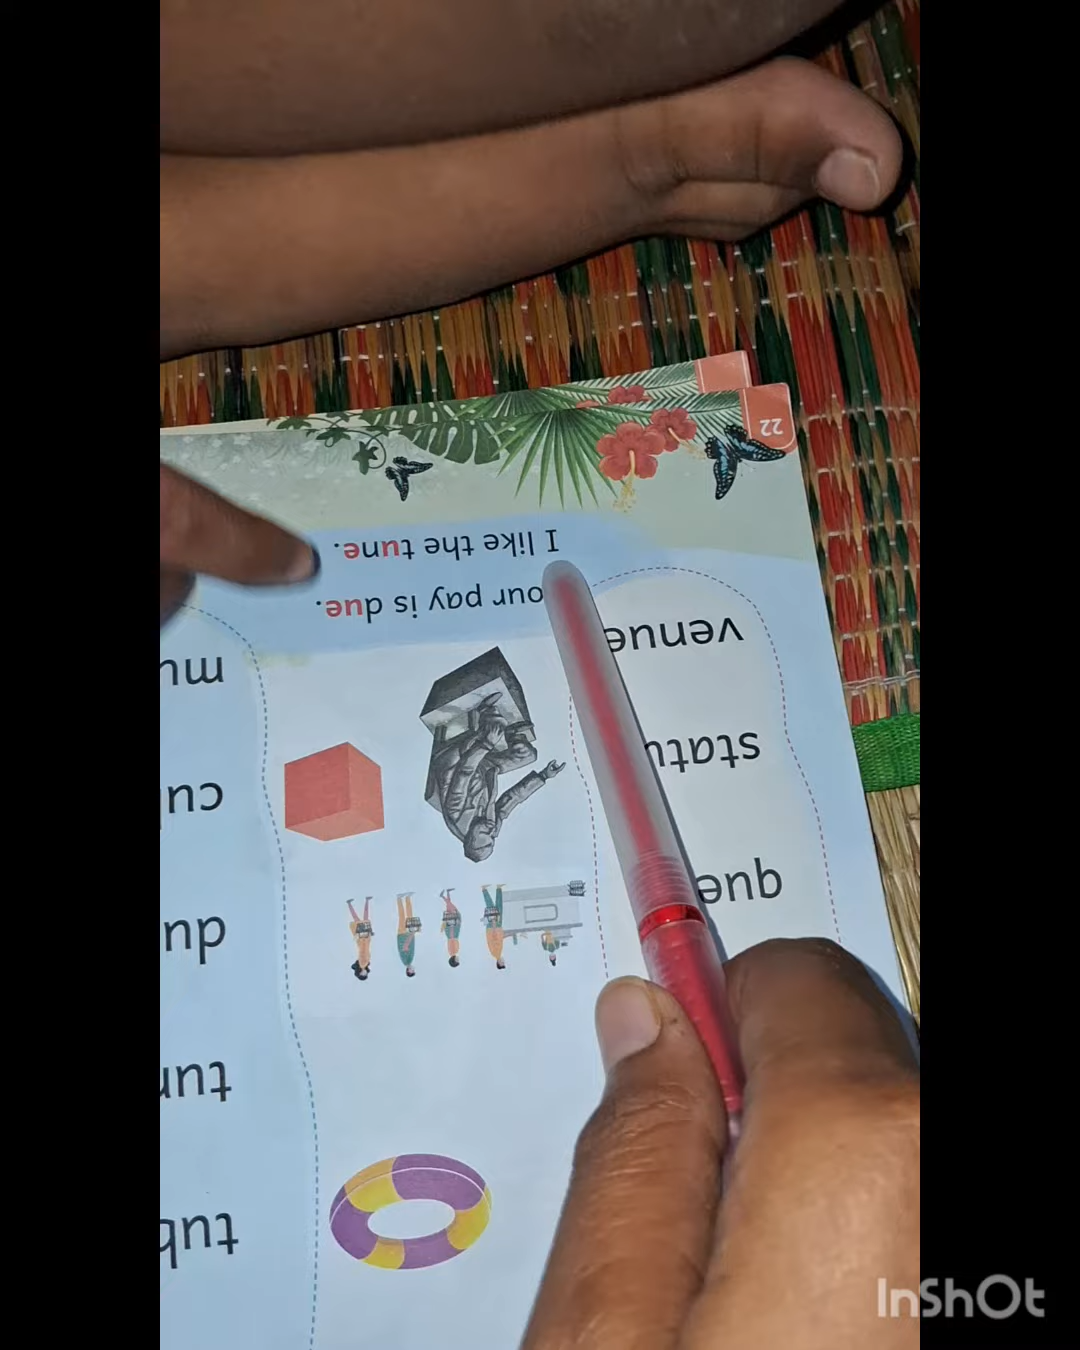 que
statu
venue
tub
tun
du
cu
mu
our pay is due.
I like the tune.
22
InShOt